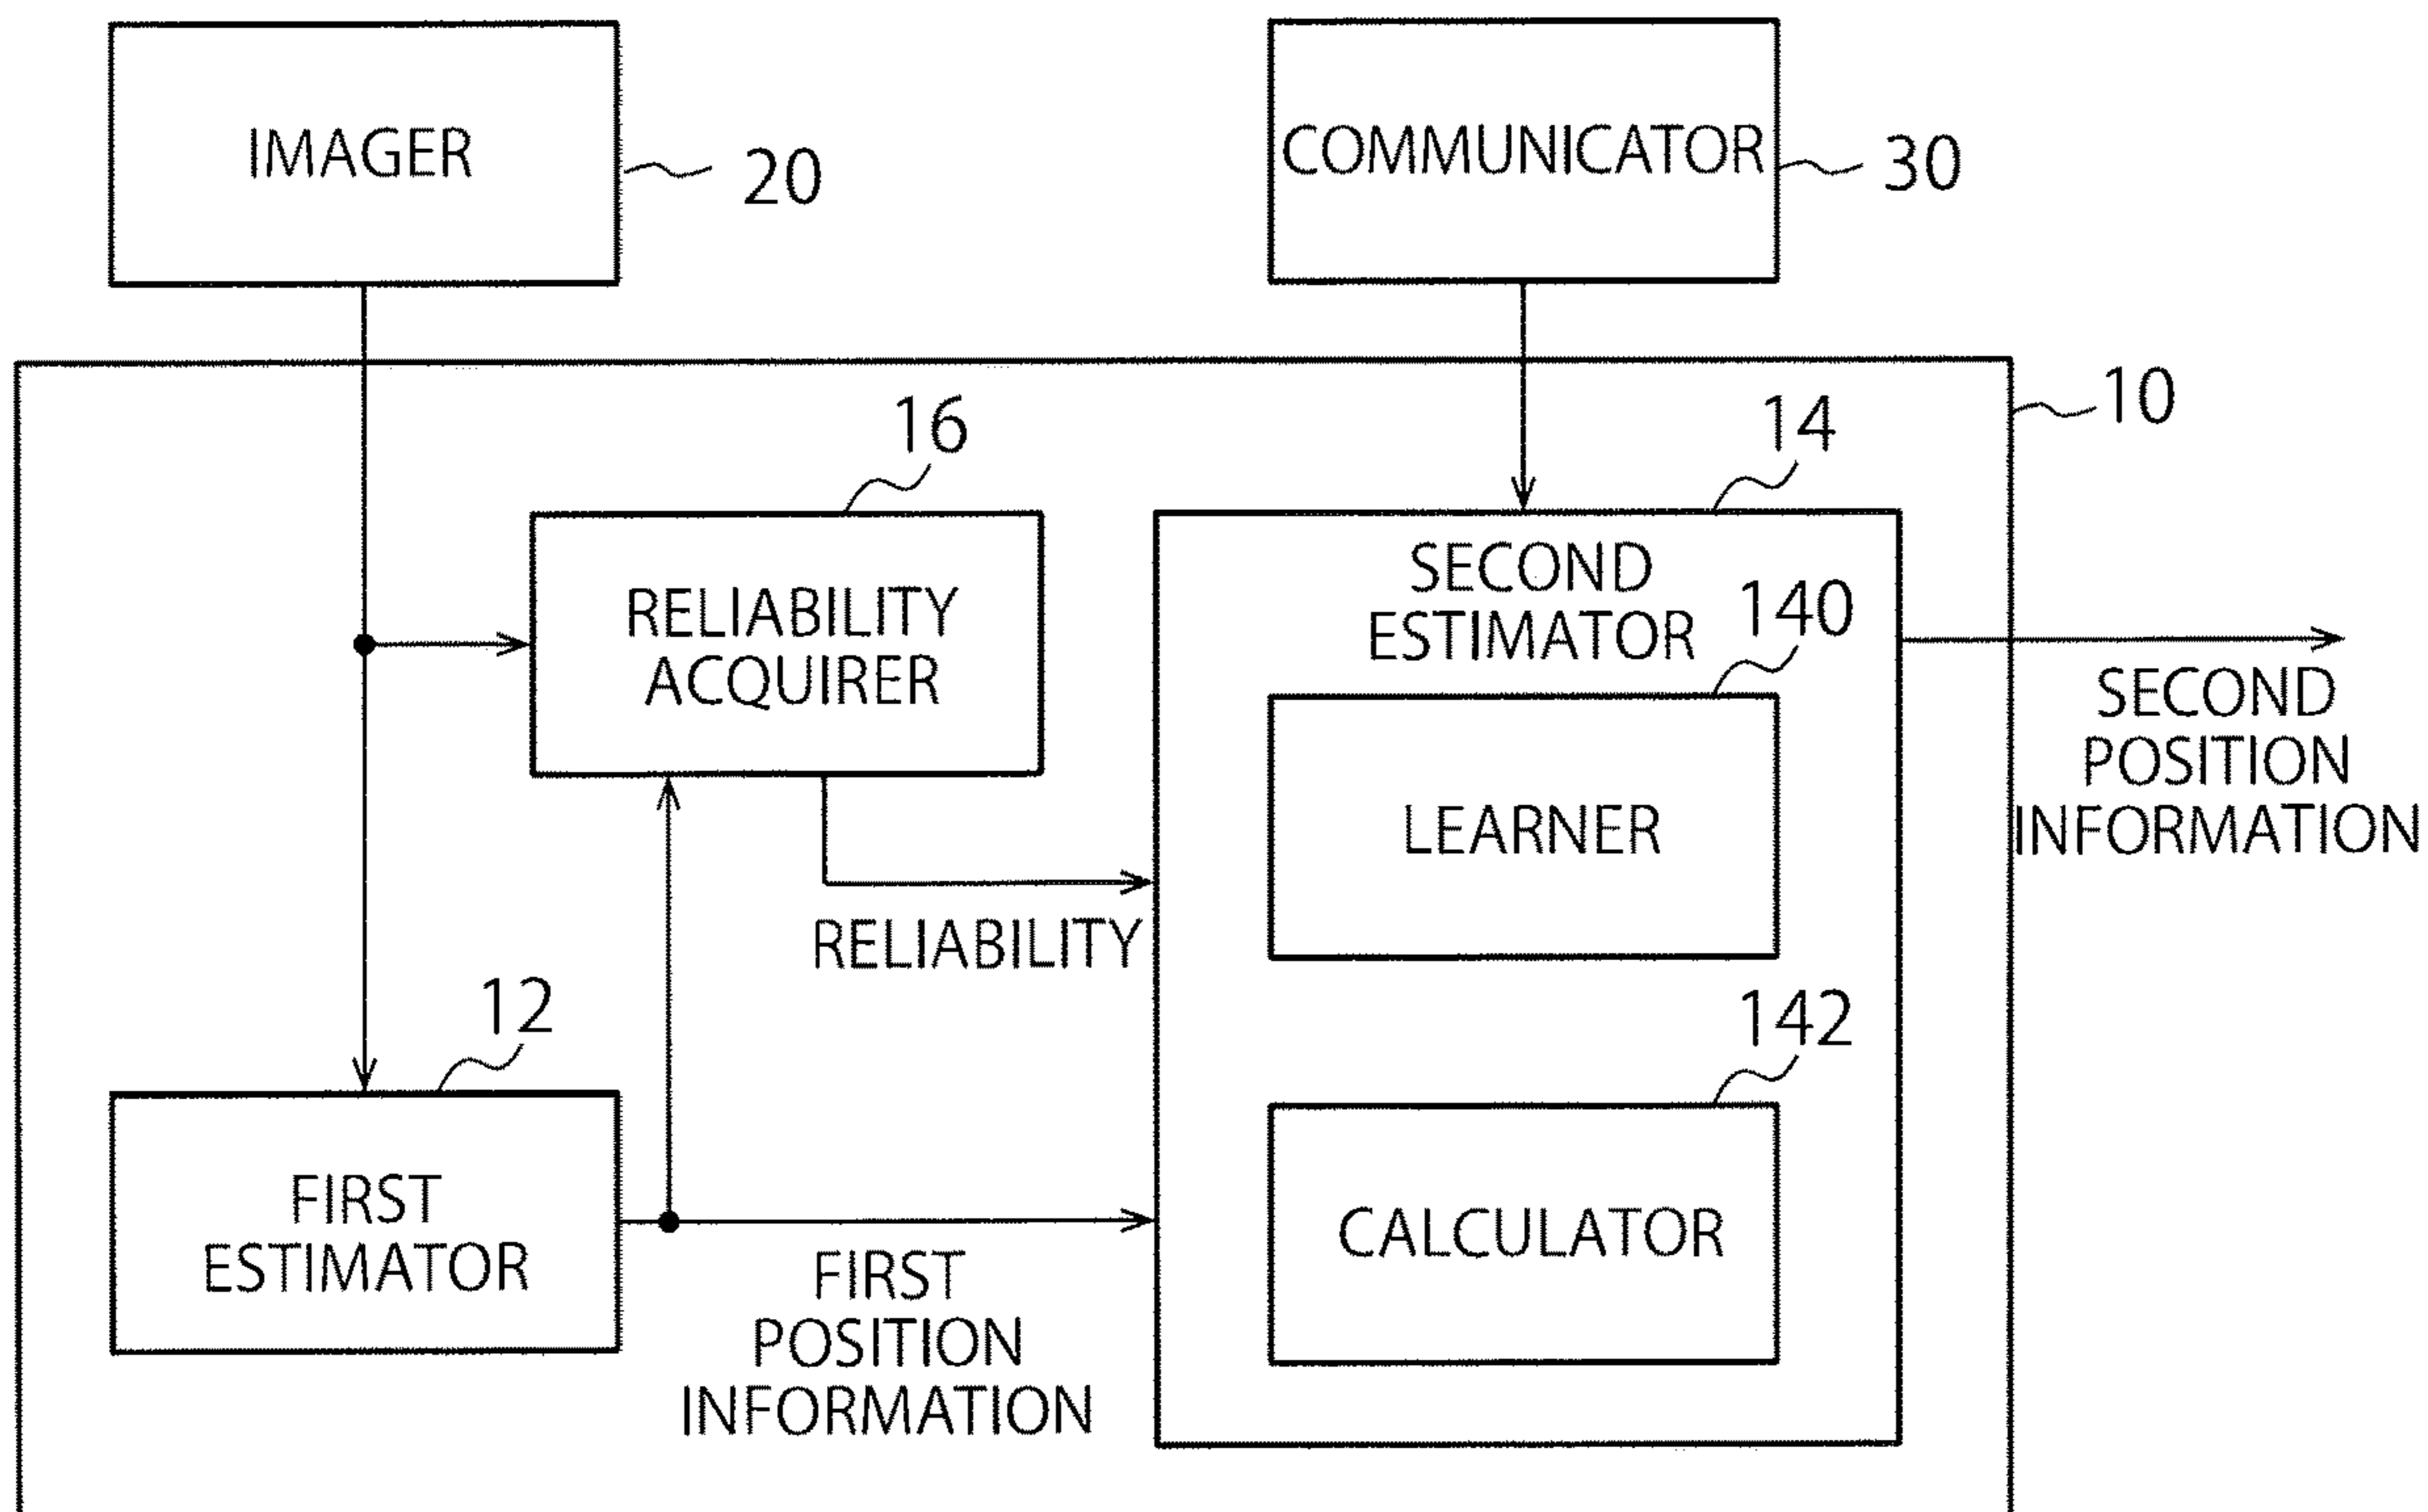 IMAGER
20
COMMUNICATOR
30
10
16
14
RELIABILITY
ACQUIRER
SECOND
ESTIMATOR
140
LEARNER
SECOND
POSITION
INFORMATION
RELIABILITY
12
FIRST
ESTIMATOR
142
CALCULATOR
FIRST
POSITION
INFORMATION